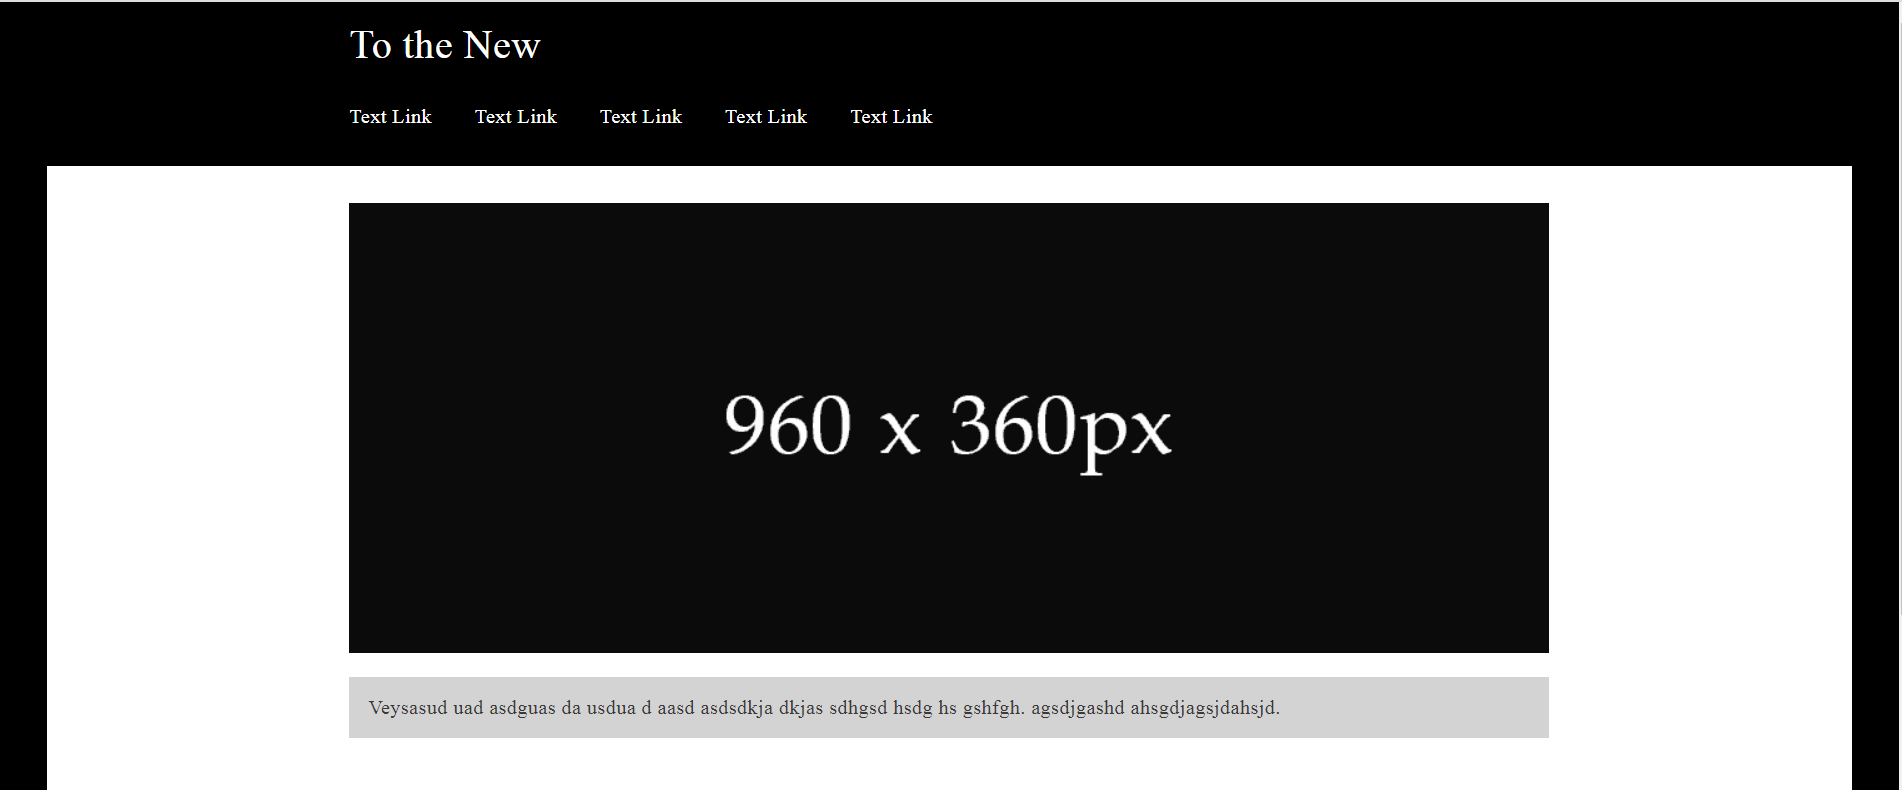 To the New
Text Link Text Link Text Link Text Link Text Link
960 x 360px
Veysasud uad asdguas da usdua d aasd asdsdkja dkjas sdhgsd hsdg hs gshfgh. agsdjgashd ahsgdjagsjdahsjd.